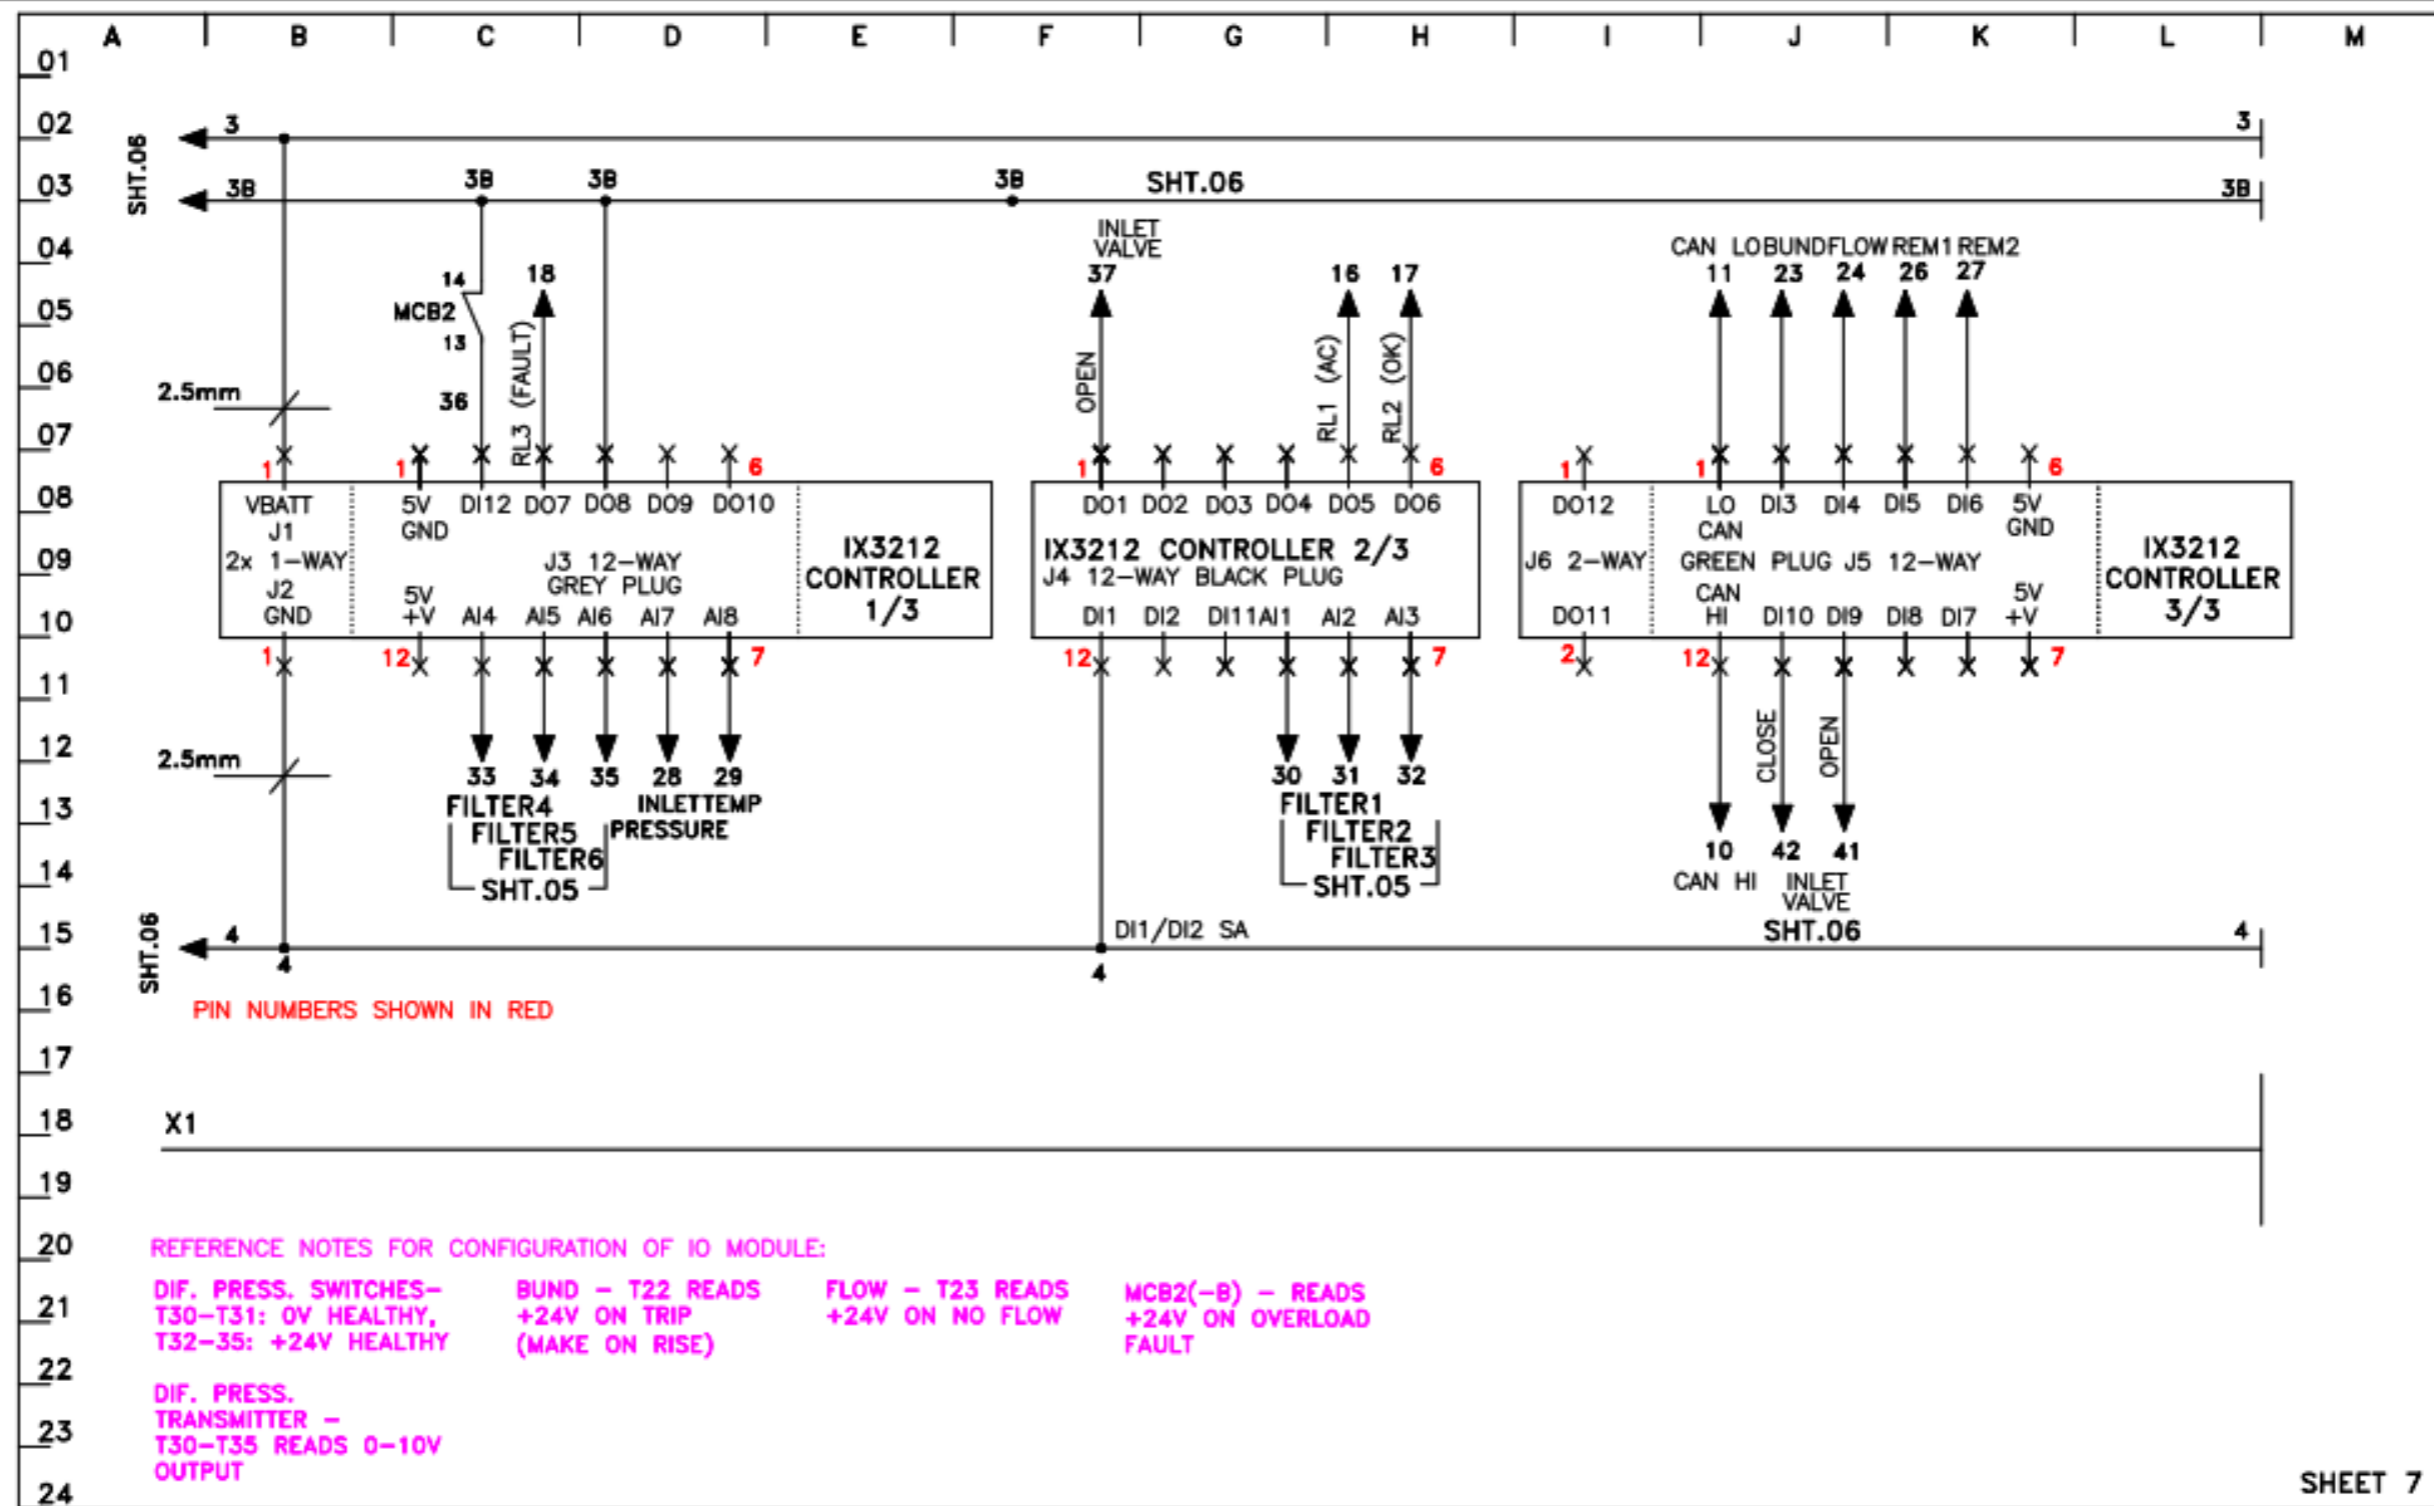 A B C D E F G H I J K L M
01
02
03
04
05
06
07
08
09
10
11
12
13
14
15
16
17
18
19
20
21
22
23
24
SHT.06
3 3
3B 3B 3B 3B SHT.06 3B
INLET
VALVE
CAN LO BUND FLOW REM1 REM2
14 18 37 16 17 11 23 24 26 27
MCB2
13
RL3 (FAULT)
OPEN
RL1 (AC)
RL2 (OK)
2.5mm
36
1 1 6 1 6 1 1 6
VBATT
J1
2x 1-WAY
J2
GND
5V
GND
DI12 DO7 DO8 DO9 DO10
J3 12-WAY
GREY PLUG
5V
+V
AI4 AI5 AI6 AI7 AI8
IX3212
CONTROLLER
1/3
DO1 DO2 DO3 DO4 DO5 DO6
IX3212 CONTROLLER 2/3
J4 12-WAY BLACK PLUG
DI1 DI2 DI11 AI1 AI2 AI3
DO12
J6 2-WAY
DO11
LO
CAN
DI3 DI4 DI5 DI6
5V
GND
GREEN PLUG J5 12-WAY
CAN
HI
DI10 DI9 DI8 DI7
5V
+V
IX3212
CONTROLLER
3/3
1 12 7 12 7 2 12 7
2.5mm
CLOSE
OPEN
33 34 35 28 29 30 31 32
FILTER4
FILTER5
FILTER6
SHT.05
INLET TEMP
PRESSURE
FILTER1
FILTER2
FILTER3
SHT.05
10 42 41
CAN HI
INLET
VALVE
SHT.06
SHT.06
4 DI1/DI2 SA 4
4 4
PIN NUMBERS SHOWN IN RED
X1
REFERENCE NOTES FOR CONFIGURATION OF IO MODULE:
DIF. PRESS. SWITCHES-
T30-T31: 0V HEALTHY,
T32-35: +24V HEALTHY
BUND - T22 READS
+24V ON TRIP
(MAKE ON RISE)
FLOW - T23 READS
+24V ON NO FLOW
MCB2(-B) - READS
+24V ON OVERLOAD
FAULT
DIF. PRESS.
TRANSMITTER -
T30-T35 READS 0-10V
OUTPUT
SHEET 7